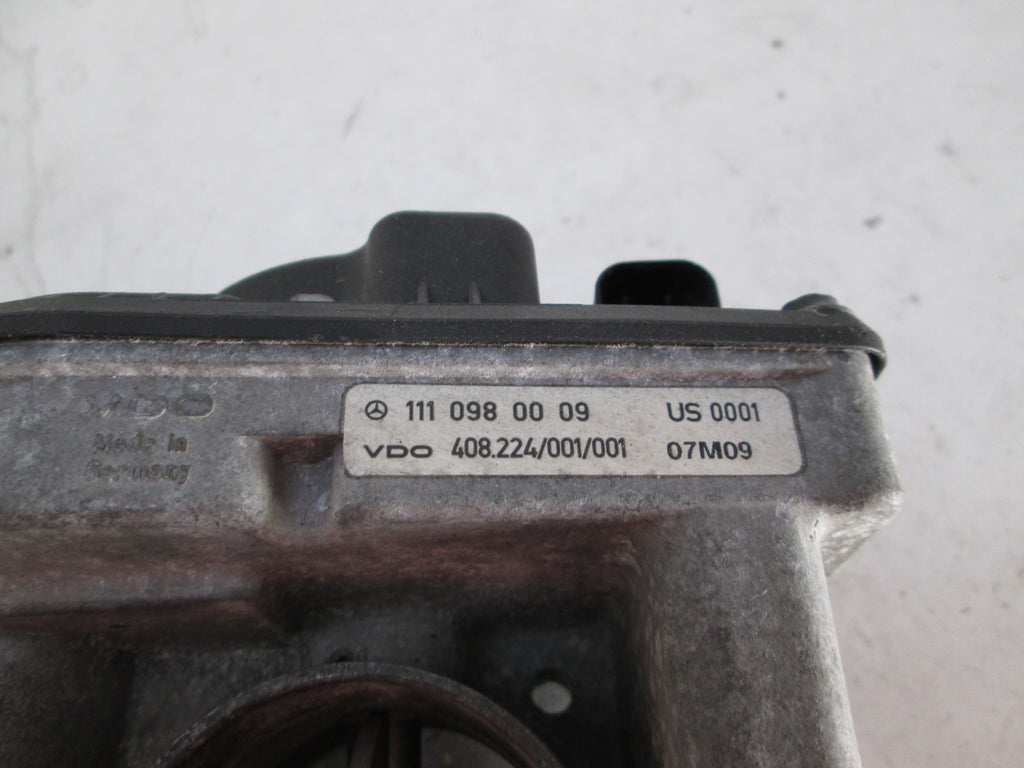 VDO
Made in
Germany
111 098 00 09 US 0001
VDO 408.224/001/001 07M09